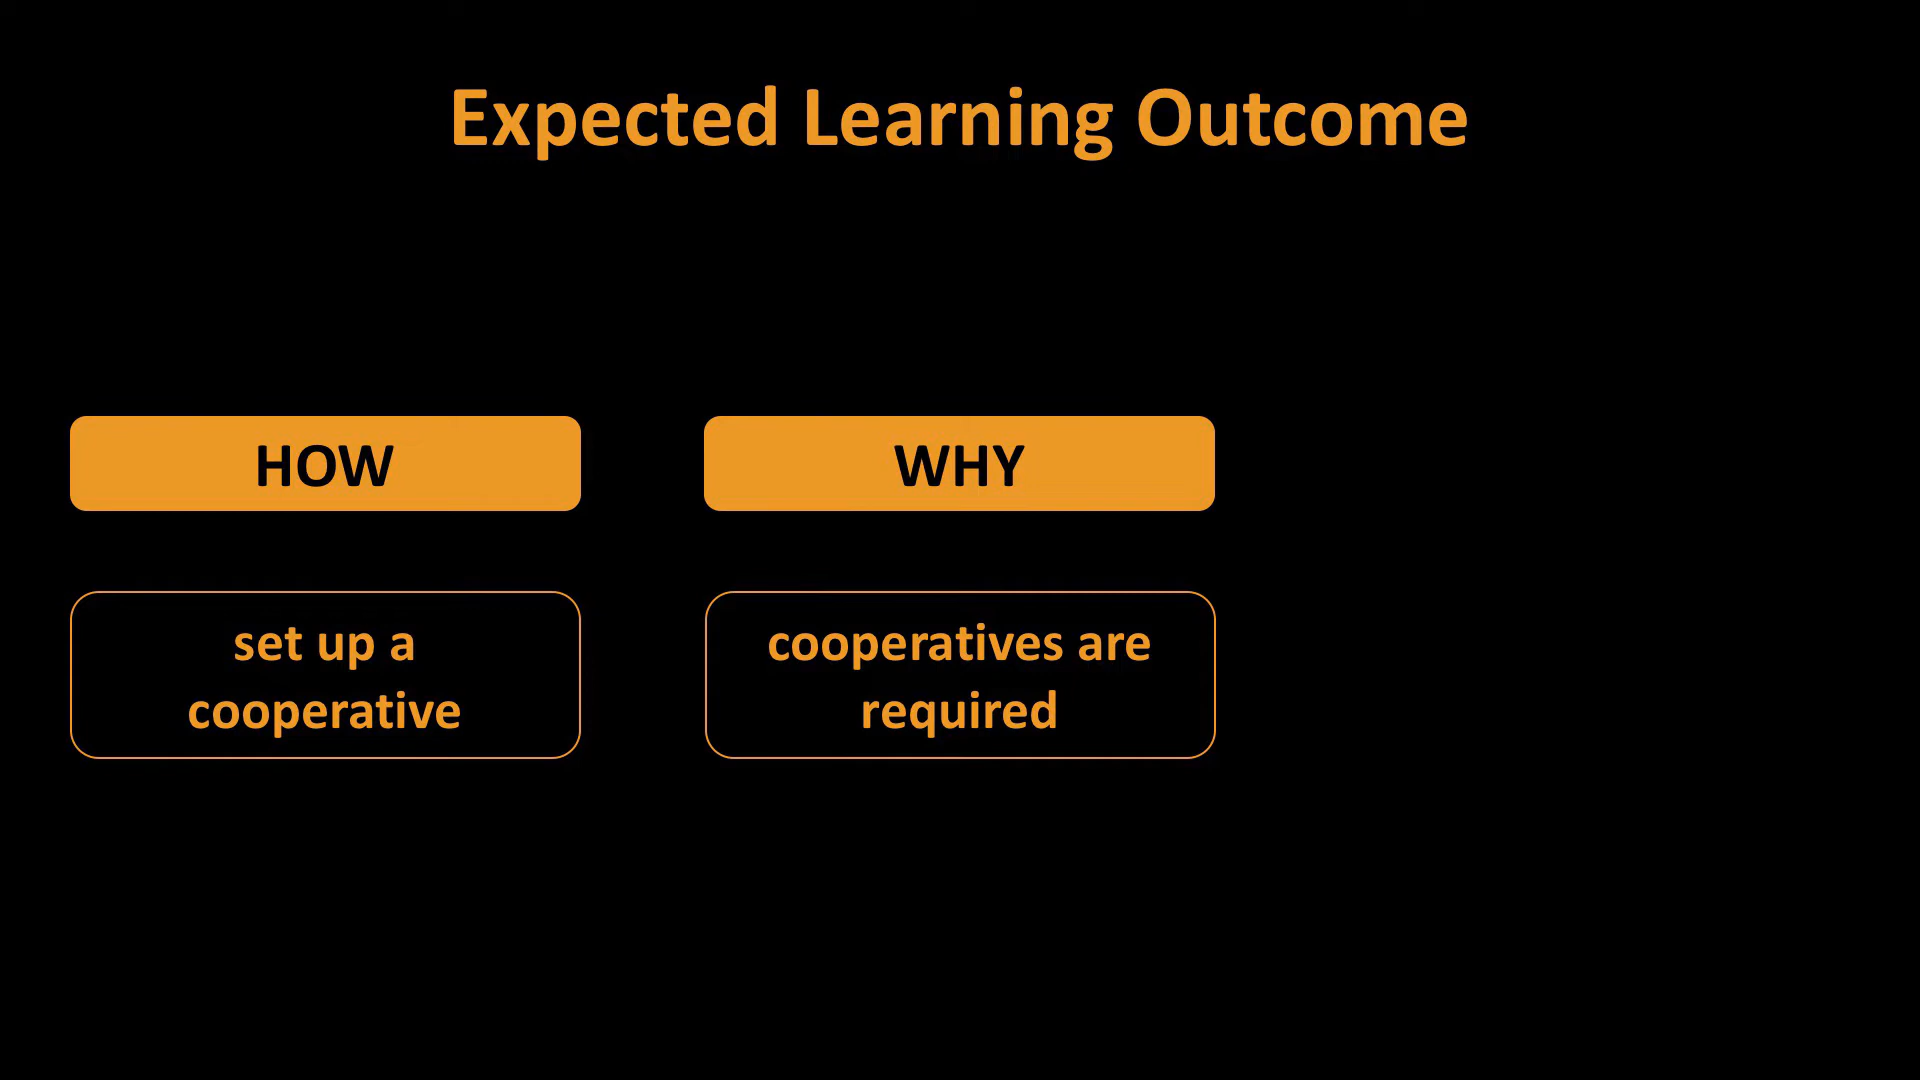 Expected Learning Outcome
HOW
set up a
cooperative
WHY
cooperatives are
required